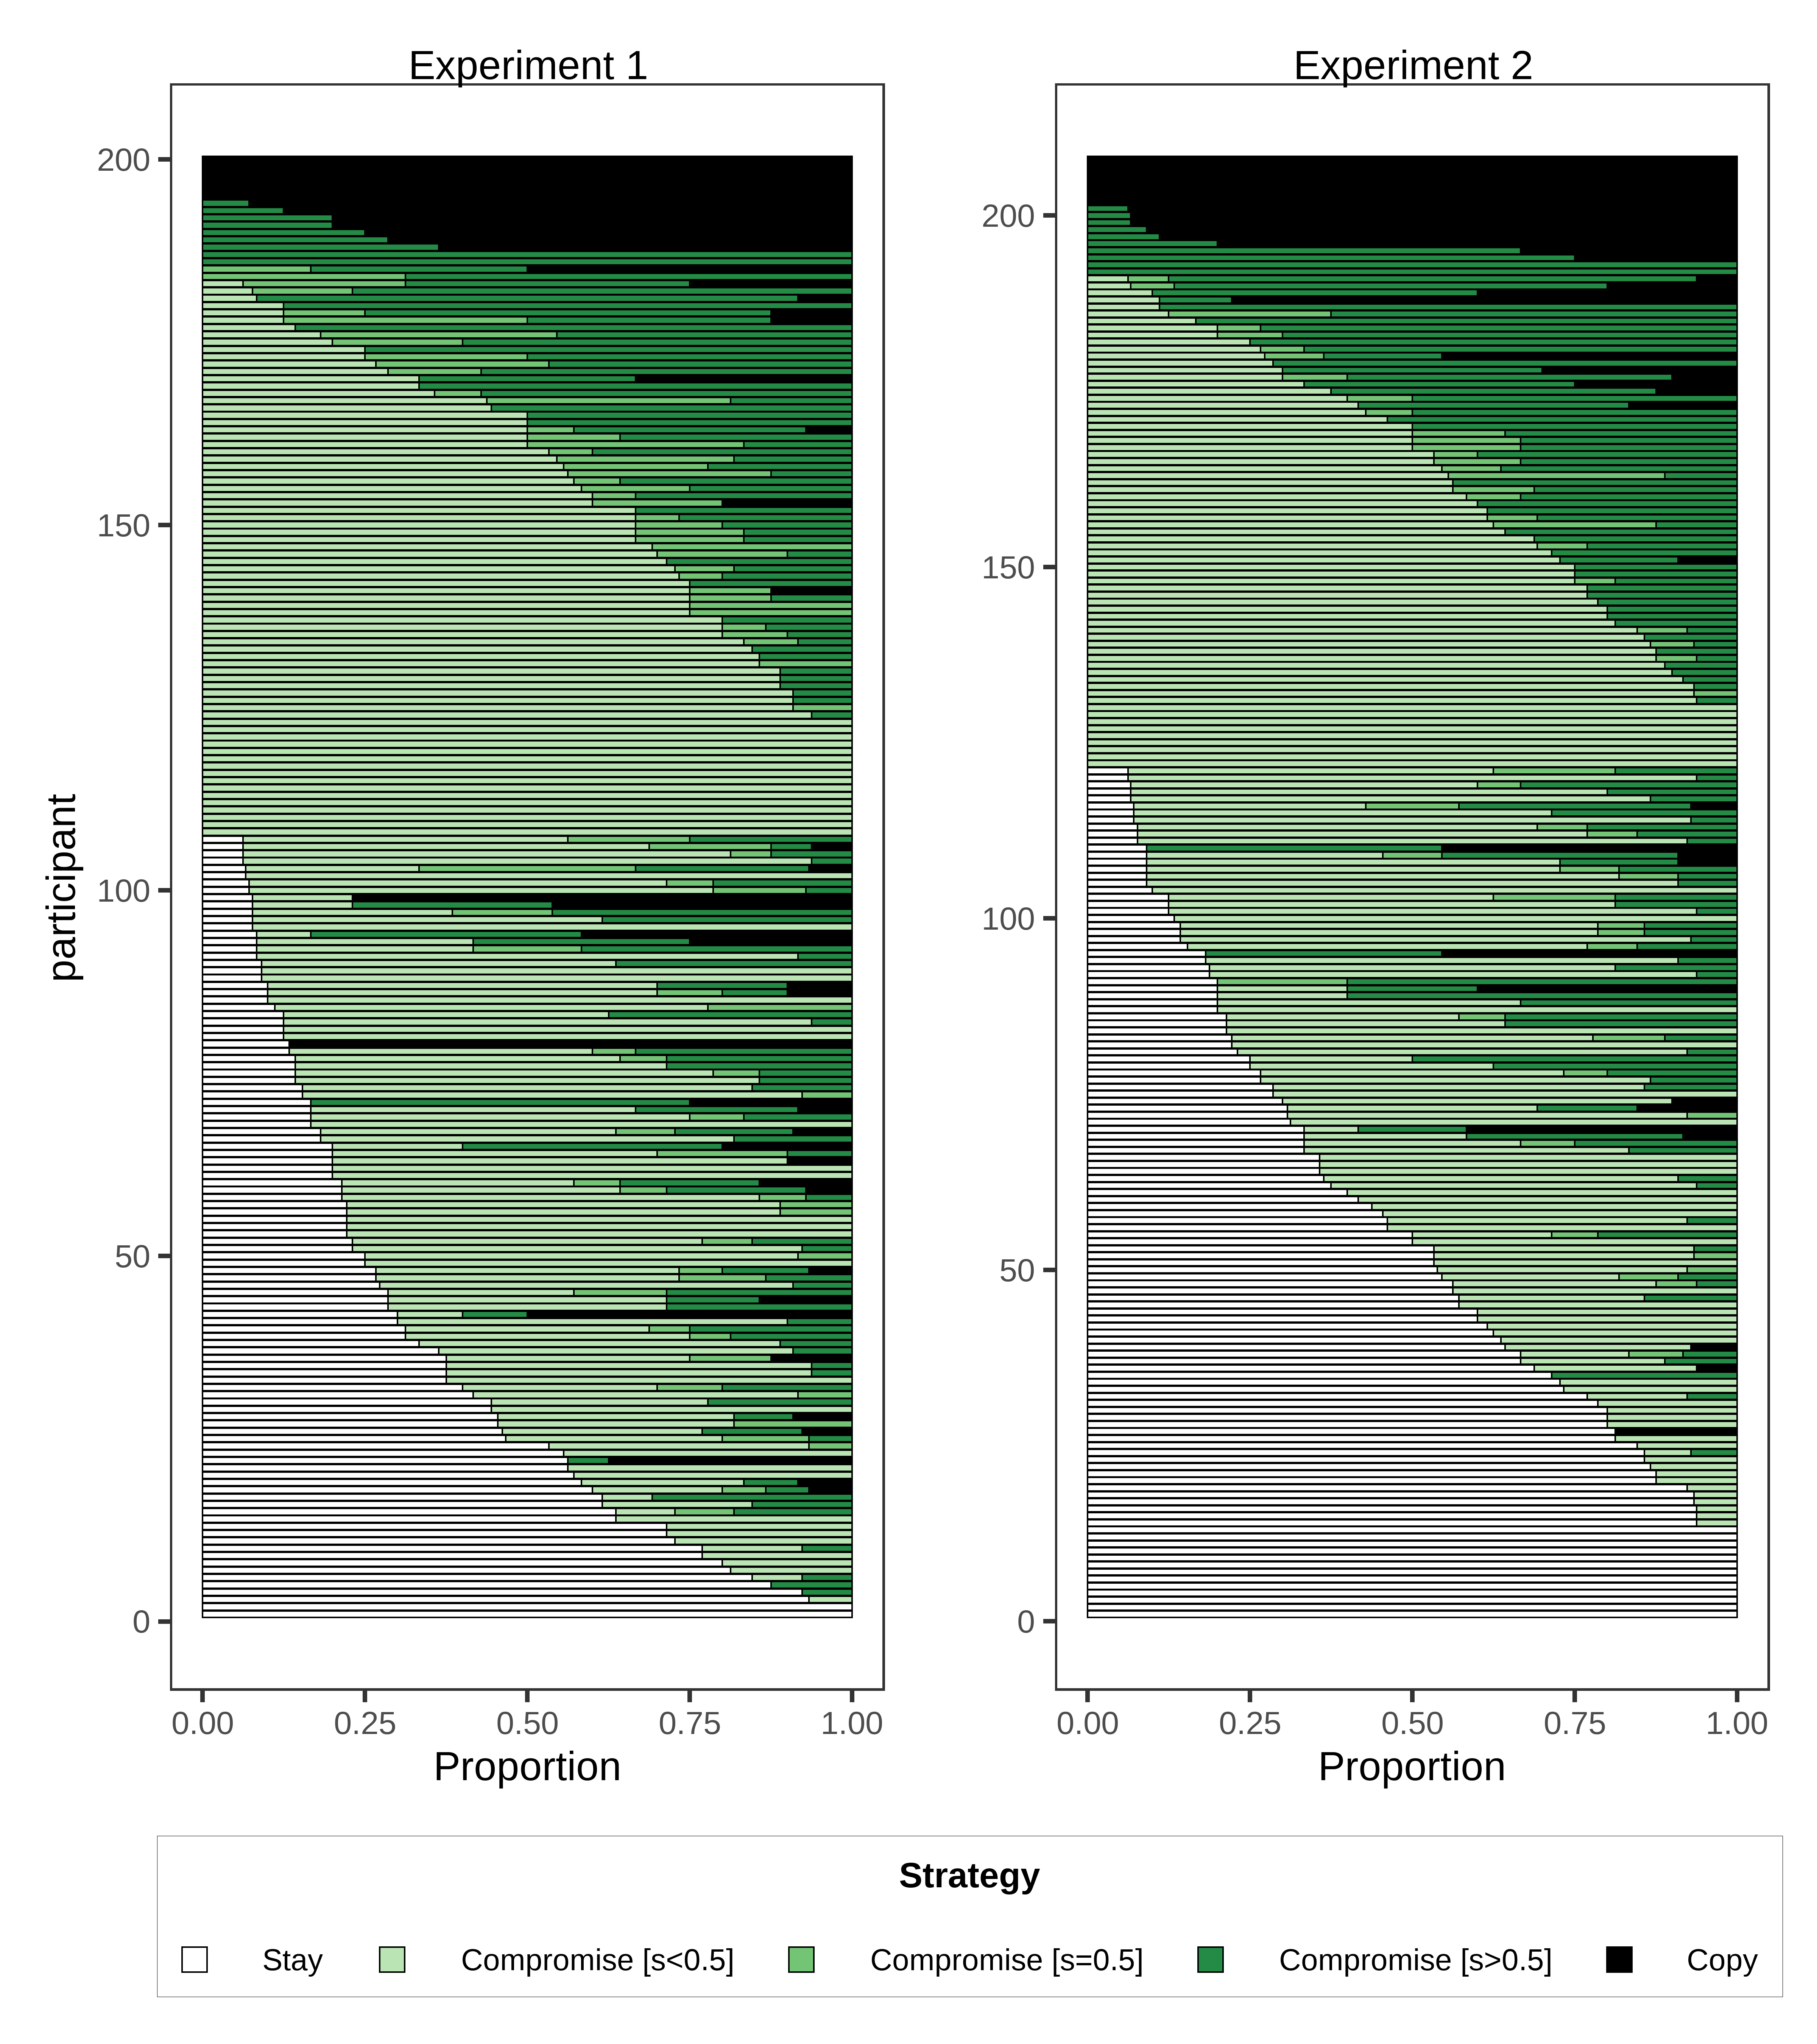 Experiment 1
Experiment 2
participant
200
150
100
50
0
200
150
100
50
0
0.00 0.25 0.50 0.75 1.00
0.00 0.25 0.50 0.75 1.00
Proportion
Proportion
Strategy
Stay Compromise [s<0.5] Compromise [s=0.5] Compromise [s>0.5] Copy